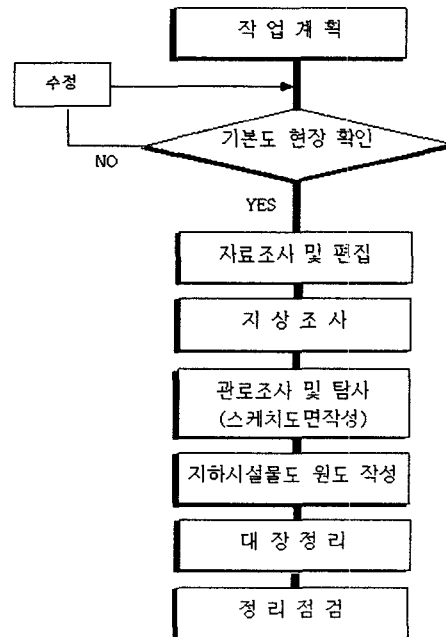 작 업 계 획
수정
기본도 현장 확인
NO
YES
자료조사 및 편집
지 상 조 사
관로조사 및 탐사
(스케치도면작성)
지하시설물도 원도 작성
대 장 정 리
정 리 점 검